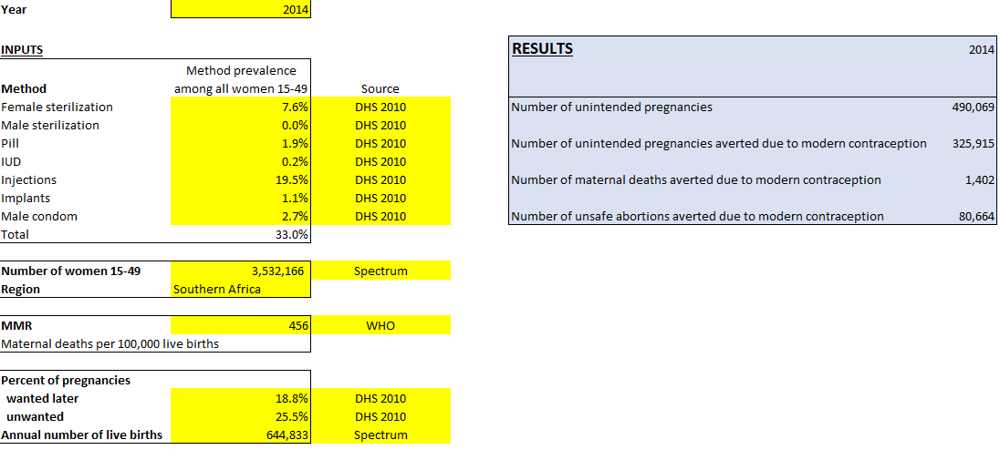 Year 2014
INPUTS
Method prevalence
Method among all women 15-49 Source
Female sterilization 7.6% DHS 2010
Male sterilization 0.0% DHS 2010
Pill 1.9% DHS 2010
IUD 0.2% DHS 2010
Injections 19.5% DHS 2010
Implants 1.1% DHS 2010
Male condom 2.7% DHS 2010
Total 33.0%
Number of women 15-49 3,532,166 Spectrum
Region Southern Africa
MMR 456 WHO
Maternal deaths per 100,000 live births
Percent of pregnancies
wanted later 18.8% DHS 2010
unwanted 25.5% DHS 2010
Annual number of live births 644,833 Spectrum
RESULTS 2014
Number of unintended pregnancies 490,069
Number of unintended pregnancies averted due to modern contraception 325,915
Number of maternal deaths averted due to modern contraception 1,402
Number of unsafe abortions averted due to modern contraception 80,664